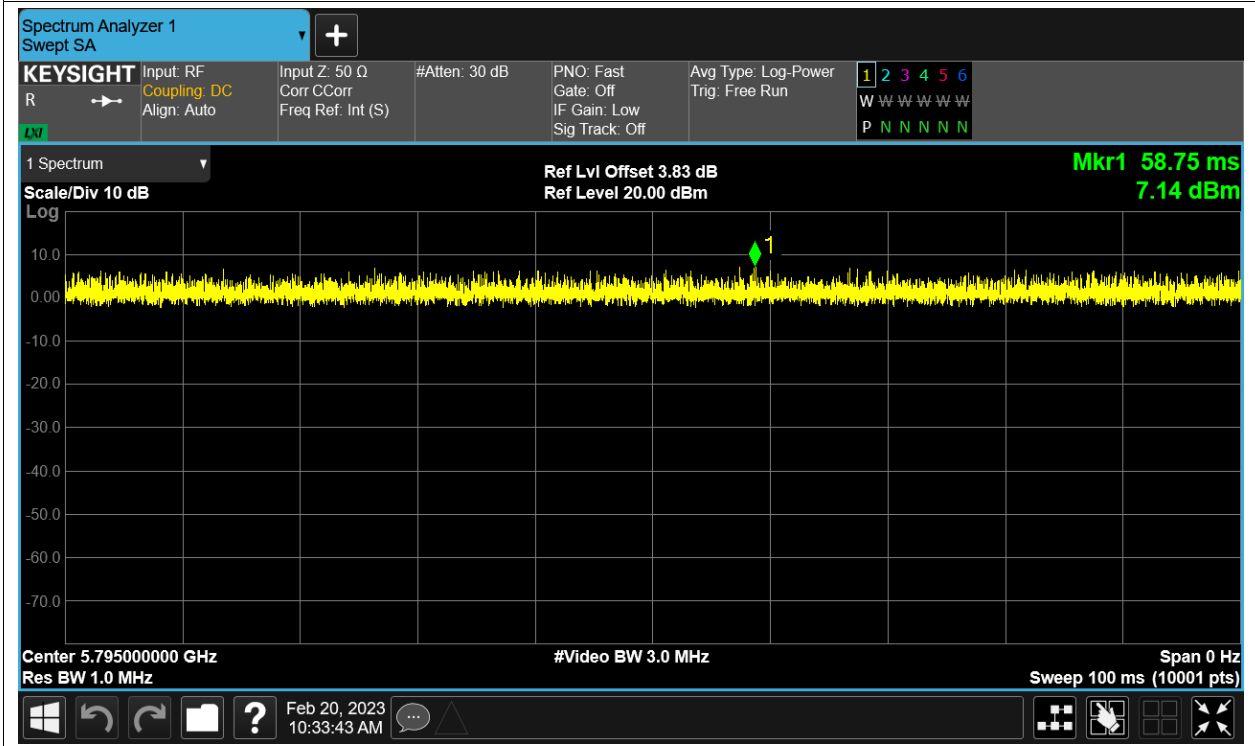 Spectrum Analyzer 1
Swept SA
▼
+
KEYSIGHT
R
LXI
Input: RF
Coupling: DC
Align: Auto
Input Z: 50 Ω
Corr CCorr
Freq Ref: Int (S)
#Atten: 30 dB
PNO: Fast
Gate: Off
IF Gain: Low
Sig Track: Off
Avg Type: Log-Power
Trig: Free Run
1 2 3 4 5 6
W W W W W W
P N N N N N
1 Spectrum ▼
Scale/Div 10 dB
Ref Lvl Offset 3.83 dB
Ref Level 20.00 dBm
Mkr1 58.75 ms
7.14 dBm
Log
1
10.0
0.00
-10.0
-20.0
-30.0
-40.0
-50.0
-60.0
-70.0
Center 5.795000000 GHz
Res BW 1.0 MHz
#Video BW 3.0 MHz
Span 0 Hz
Sweep 100 ms (10001 pts)
?
Feb 20, 2023
10:33:43 AM